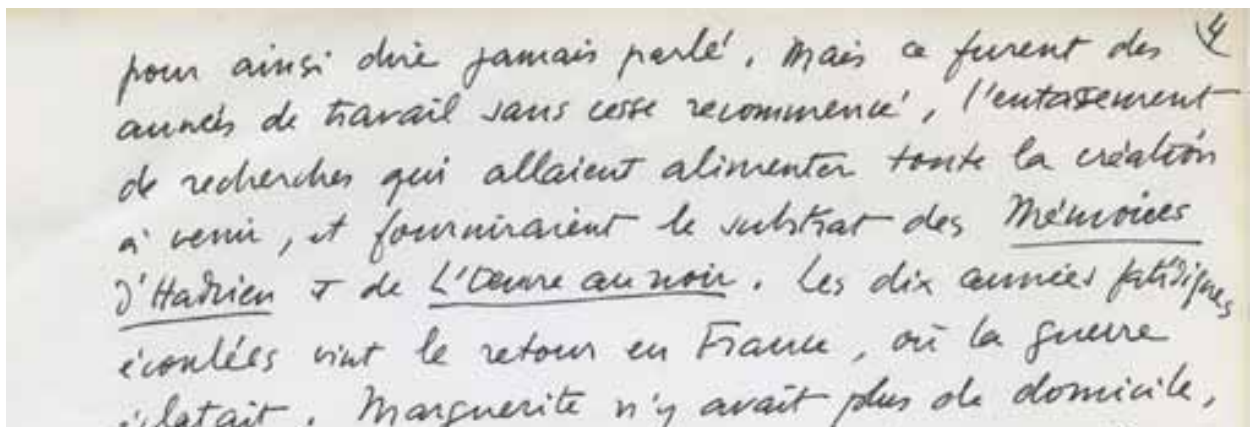 4
pour ainsi dire jamais parlé. Mais ce furent des
années de travail sans cesse recommencé, l'entassement
de recherches qui allaient alimenter toute la création
à venir, et fourniraient le substrat des Mémoires
d'Hadrien et de L'Œuvre au noir. Les dix années fatidiques
écoulées vint le retour en France, où la guerre
éclatait. Marguerite n'y avait plus de domicile,